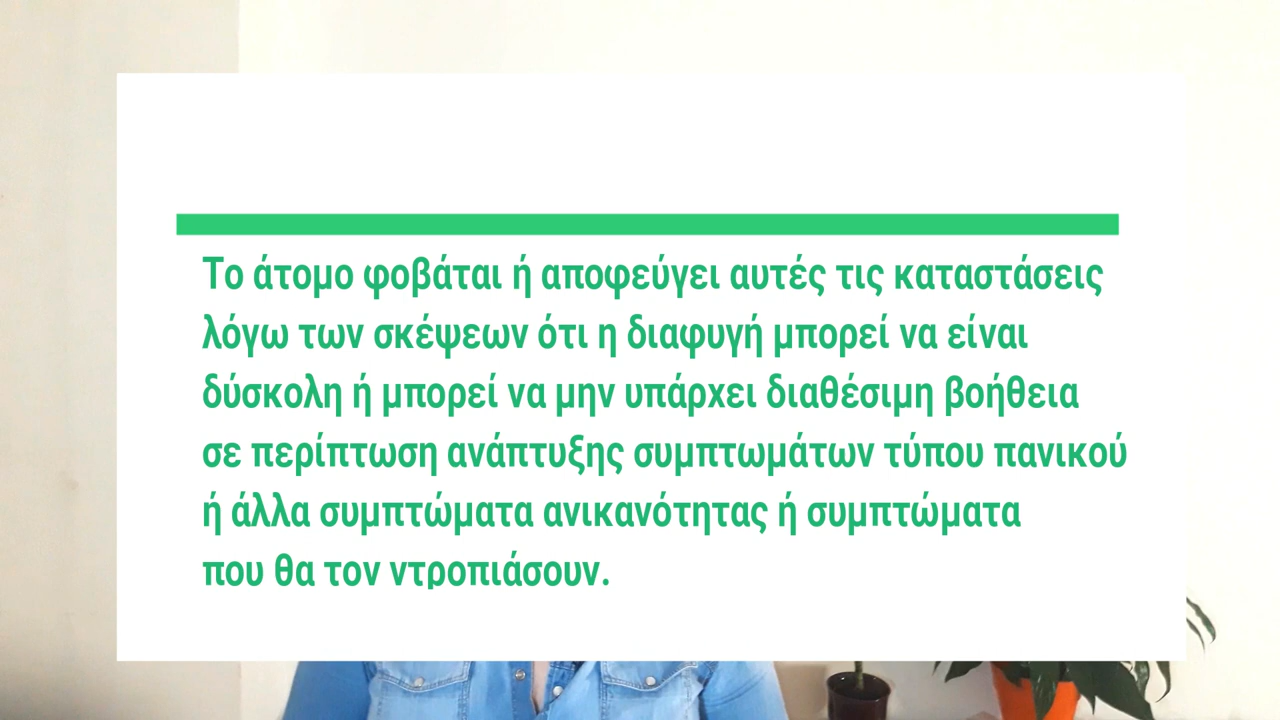 Το άτομο φοβάται ή αποφεύγει αυτές τις καταστάσεις
λόγω των σκέψεων ότι η διαφυγή μπορεί να είναι
δύσκολη ή μπορεί να μην υπάρχει διαθέσιμη βοήθεια
σε περίπτωση ανάπτυξης συμπτωμάτων τύπου πανικού
ή άλλα συμπτώματα ανικανότητας ή συμπτώματα
που θα τον ντροπιάσουν.